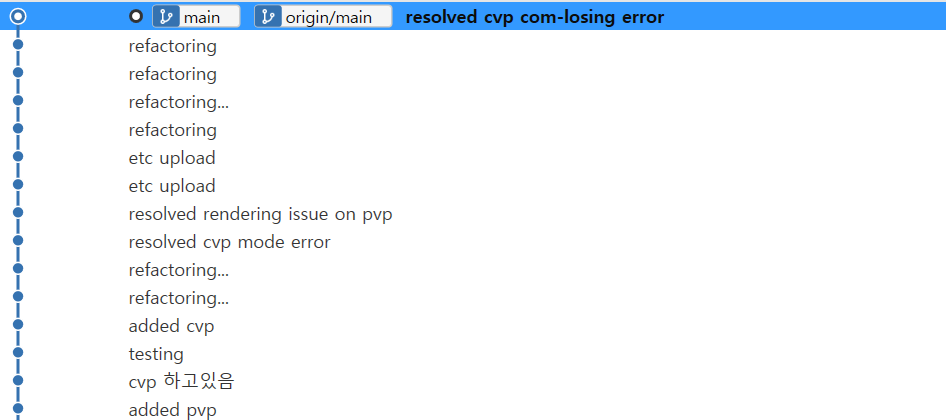 main origin/main resolved cvp com-losing error
refactoring
refactoring
refactoring...
refactoring
etc upload
etc upload
resolved rendering issue on pvp
resolved cvp mode error
refactoring...
refactoring...
added cvp
testing
cvp 하고있음
added pvp